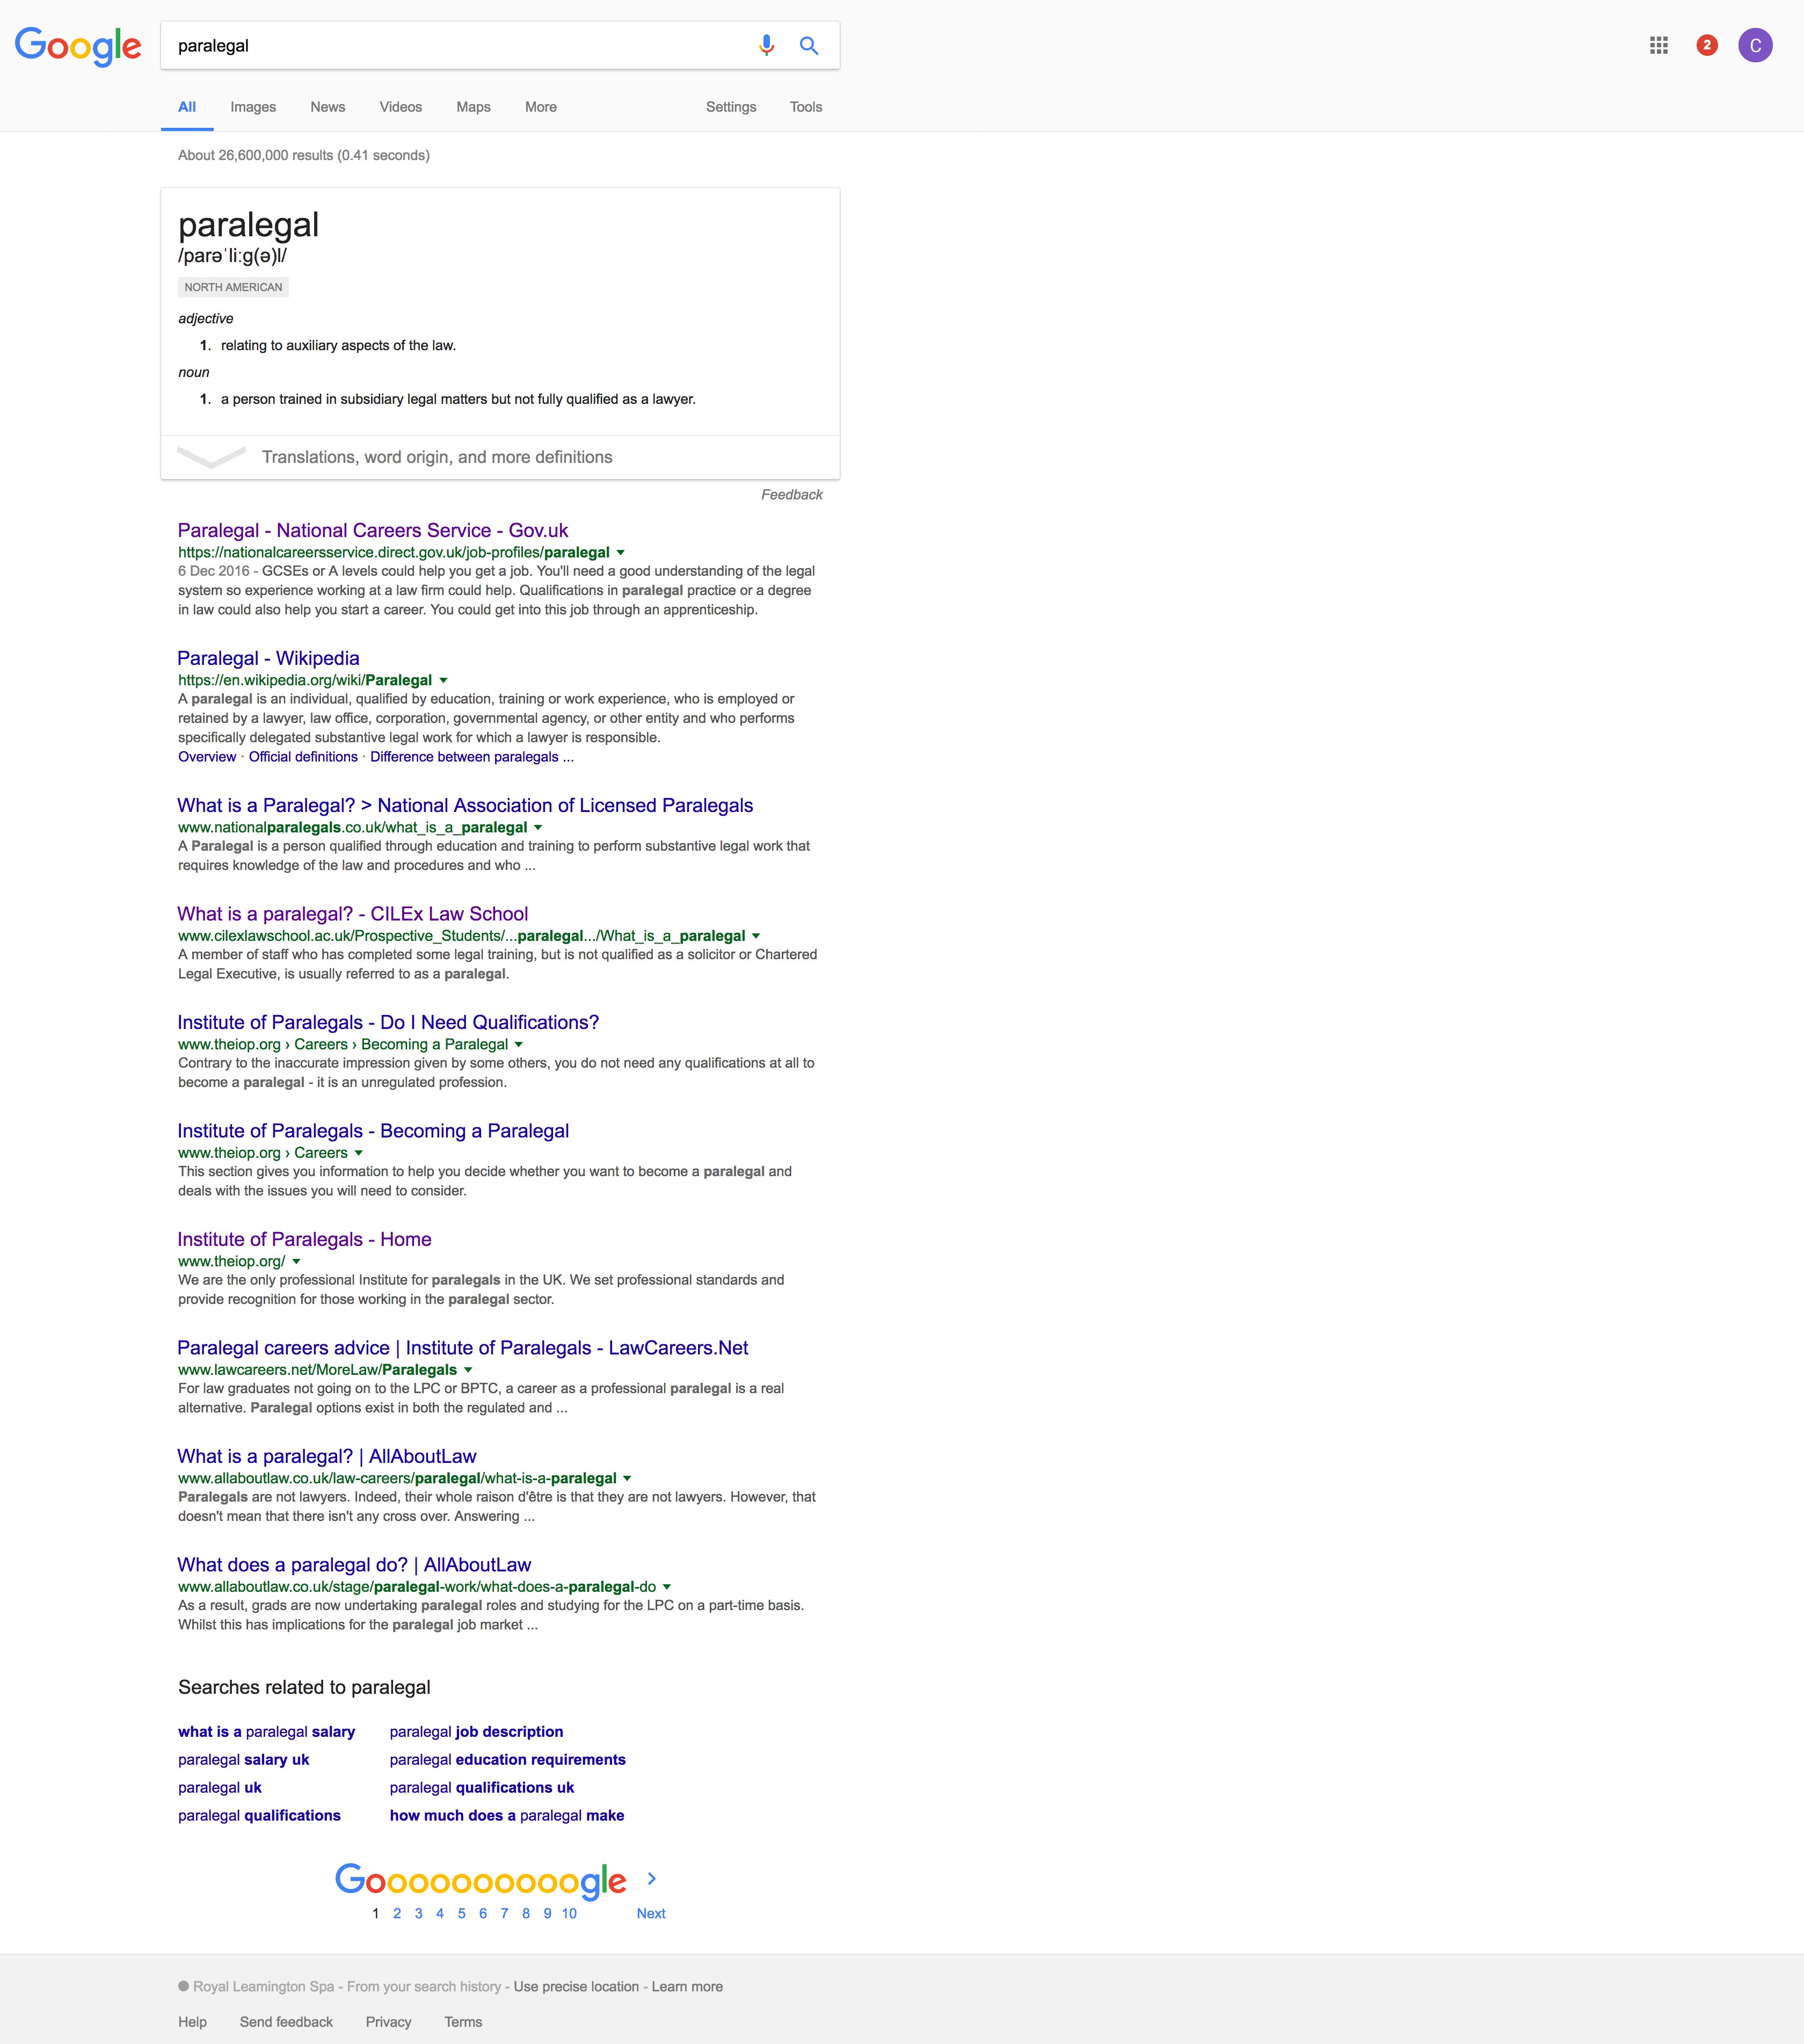 Google
paralegal
2
C
All Images News Videos Maps More Settings Tools
About 26,600,000 results (0.41 seconds)
paralegal
/parəˈliːɡ(ə)l/
NORTH AMERICAN
adjective
1. relating to auxiliary aspects of the law.
noun
1. a person trained in subsidiary legal matters but not fully qualified as a lawyer.
Translations, word origin, and more definitions
Feedback
Paralegal - National Careers Service - Gov.uk
https://nationalcareersservice.direct.gov.uk/job-profiles/paralegal
6 Dec 2016 - GCSEs or A levels could help you get a job. You'll need a good understanding of the legal
system so experience working at a law firm could help. Qualifications in paralegal practice or a degree
in law could also help you start a career. You could get into this job through an apprenticeship.
Paralegal - Wikipedia
https://en.wikipedia.org/wiki/Paralegal
A paralegal is an individual, qualified by education, training or work experience, who is employed or
retained by a lawyer, law office, corporation, governmental agency, or other entity and who performs
specifically delegated substantive legal work for which a lawyer is responsible.
Overview · Official definitions · Difference between paralegals ...
What is a Paralegal? > National Association of Licensed Paralegals
www.nationalparalegals.co.uk/what_is_a_paralegal
A Paralegal is a person qualified through education and training to perform substantive legal work that
requires knowledge of the law and procedures and who ...
What is a paralegal? - CILEx Law School
www.cilexlawschool.ac.uk/Prospective_Students/...paralegal.../What_is_a_paralegal
A member of staff who has completed some legal training, but is not qualified as a solicitor or Chartered
Legal Executive, is usually referred to as a paralegal.
Institute of Paralegals - Do I Need Qualifications?
www.theiop.org › Careers › Becoming a Paralegal
Contrary to the inaccurate impression given by some others, you do not need any qualifications at all to
become a paralegal - it is an unregulated profession.
Institute of Paralegals - Becoming a Paralegal
www.theiop.org › Careers
This section gives you information to help you decide whether you want to become a paralegal and
deals with the issues you will need to consider.
Institute of Paralegals - Home
www.theiop.org/
We are the only professional Institute for paralegals in the UK. We set professional standards and
provide recognition for those working in the paralegal sector.
Paralegal careers advice | Institute of Paralegals - LawCareers.Net
www.lawcareers.net/MoreLaw/Paralegals
For law graduates not going on to the LPC or BPTC, a career as a professional paralegal is a real
alternative. Paralegal options exist in both the regulated and ...
What is a paralegal? | AllAboutLaw
www.allaboutlaw.co.uk/law-careers/paralegal/what-is-a-paralegal
Paralegals are not lawyers. Indeed, their whole raison d'être is that they are not lawyers. However, that
doesn't mean that there isn't any cross over. Answering ...
What does a paralegal do? | AllAboutLaw
www.allaboutlaw.co.uk/stage/paralegal-work/what-does-a-paralegal-do
As a result, grads are now undertaking paralegal roles and studying for the LPC on a part-time basis.
Whilst this has implications for the paralegal job market ...
Searches related to paralegal
what is a paralegal salary paralegal job description
paralegal salary uk paralegal education requirements
paralegal uk paralegal qualifications uk
paralegal qualifications how much does a paralegal make
Goooooooooogle >
1 2 3 4 5 6 7 8 9 10 Next
Royal Leamington Spa - From your search history - Use precise location - Learn more
Help Send feedback Privacy Terms